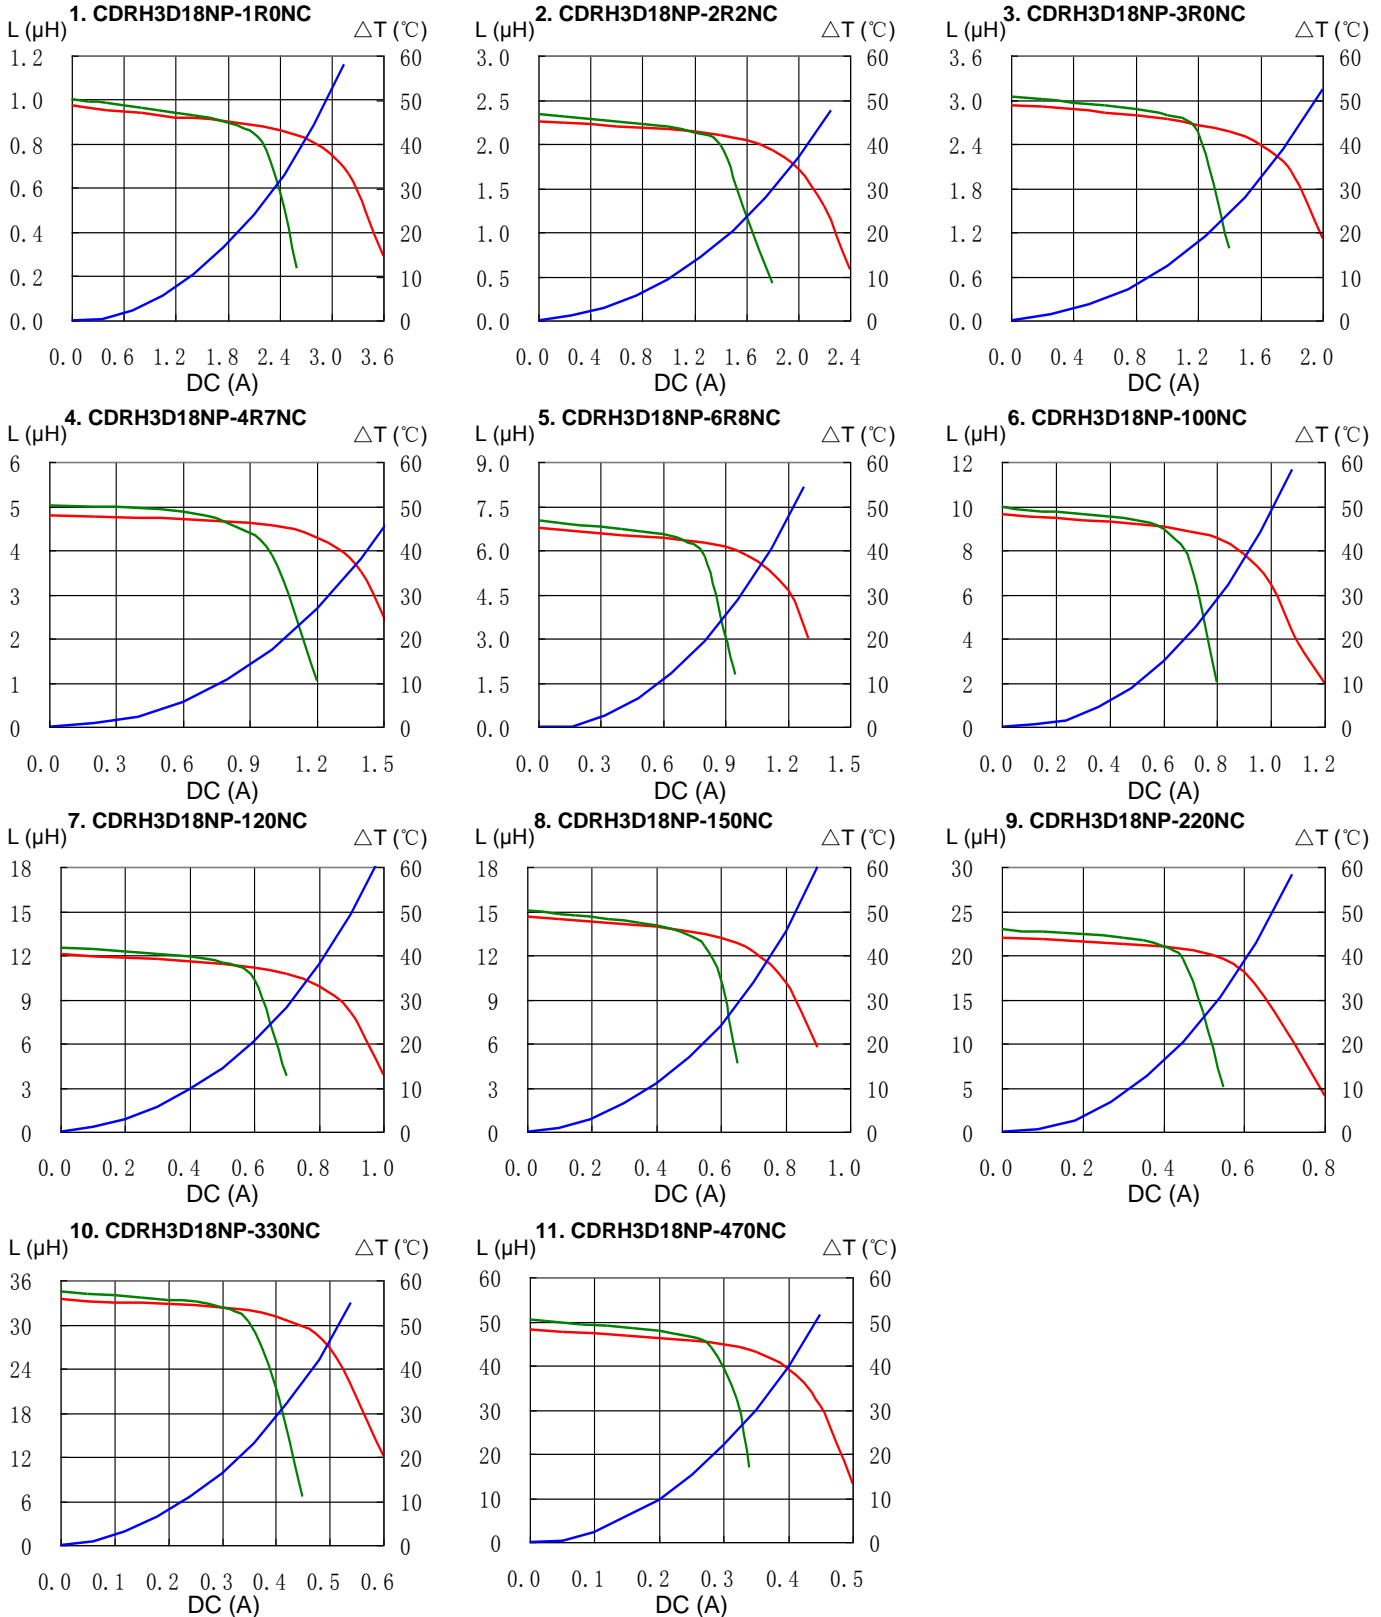 1. CDRH3D18NP-1R0NC
L (µH) △T (℃)
1.2 60
1.0 50
0.8 40
0.6 30
0.4 20
0.2 10
0.0 0
0.0 0.6 1.2 1.8 2.4 3.0 3.6
DC (A)
2. CDRH3D18NP-2R2NC
L (µH) △T (℃)
3.0 60
2.5 50
2.0 40
1.5 30
1.0 20
0.5 10
0.0 0
0.0 0.4 0.8 1.2 1.6 2.0 2.4
DC (A)
3. CDRH3D18NP-3R0NC
L (µH) △T (℃)
3.6 60
3.0 50
2.4 40
1.8 30
1.2 20
0.6 10
0.0 0
0.0 0.4 0.8 1.2 1.6 2.0
DC (A)
4. CDRH3D18NP-4R7NC
L (µH) △T (℃)
6 60
5 50
4 40
3 30
2 20
1 10
0 0
0.0 0.3 0.6 0.9 1.2 1.5
DC (A)
5. CDRH3D18NP-6R8NC
L (µH) △T (℃)
9.0 60
7.5 50
6.0 40
4.5 30
3.0 20
1.5 10
0.0 0
0.0 0.3 0.6 0.9 1.2 1.5
DC (A)
6. CDRH3D18NP-100NC
L (µH) △T (℃)
12 60
10 50
8 40
6 30
4 20
2 10
0 0
0.0 0.2 0.4 0.6 0.8 1.0 1.2
DC (A)
7. CDRH3D18NP-120NC
L (µH) △T (℃)
18 60
15 50
12 40
9 30
6 20
3 10
0 0
0.0 0.2 0.4 0.6 0.8 1.0
DC (A)
8. CDRH3D18NP-150NC
L (µH) △T (℃)
18 60
15 50
12 40
9 30
6 20
3 10
0 0
0.0 0.2 0.4 0.6 0.8 1.0
DC (A)
9. CDRH3D18NP-220NC
L (µH) △T (℃)
30 60
25 50
20 40
15 30
10 20
5 10
0 0
0.0 0.2 0.4 0.6 0.8
DC (A)
10. CDRH3D18NP-330NC
L (µH) △T (℃)
36 60
30 50
24 40
18 30
12 20
6 10
0 0
0.0 0.1 0.2 0.3 0.4 0.5 0.6
DC (A)
11. CDRH3D18NP-470NC
L (µH) △T (℃)
60 60
50 50
40 40
30 30
20 20
10 10
0 0
0.0 0.1 0.2 0.3 0.4 0.5
DC (A)